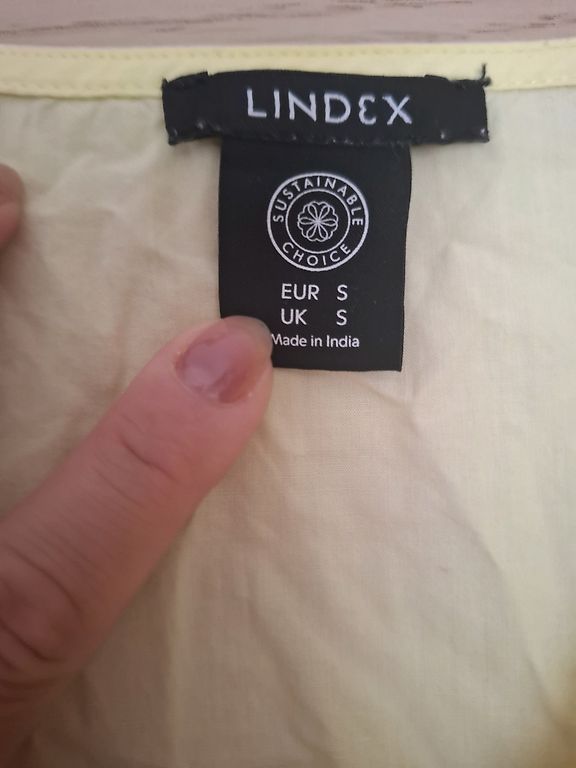 LINDEX
SUSTAINABLE
CHOICE
EUR S
UK S
Made in India